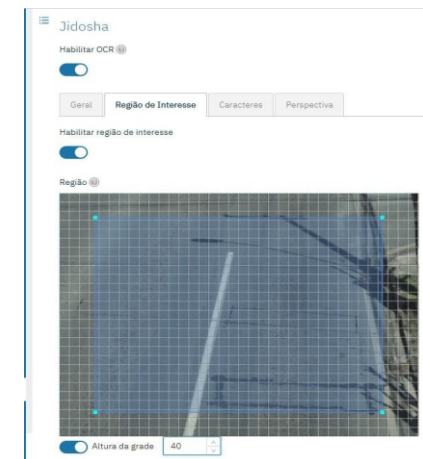 Jidosha
Habilitar OCR
Geral Região de Interesse Caracteres Perspectiva
Habilitar região de interesse
Região
Altura da grade 40